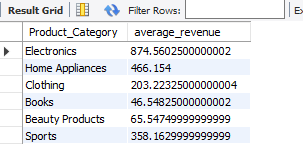 Result Grid Filter Rows: Ex
Product_Category average_revenue
Electronics 874.5602500000002
Home Appliances 466.154
Clothing 203.22325000000004
Books 46.54825000000002
Beauty Products 65.54749999999999
Sports 358.1629999999999